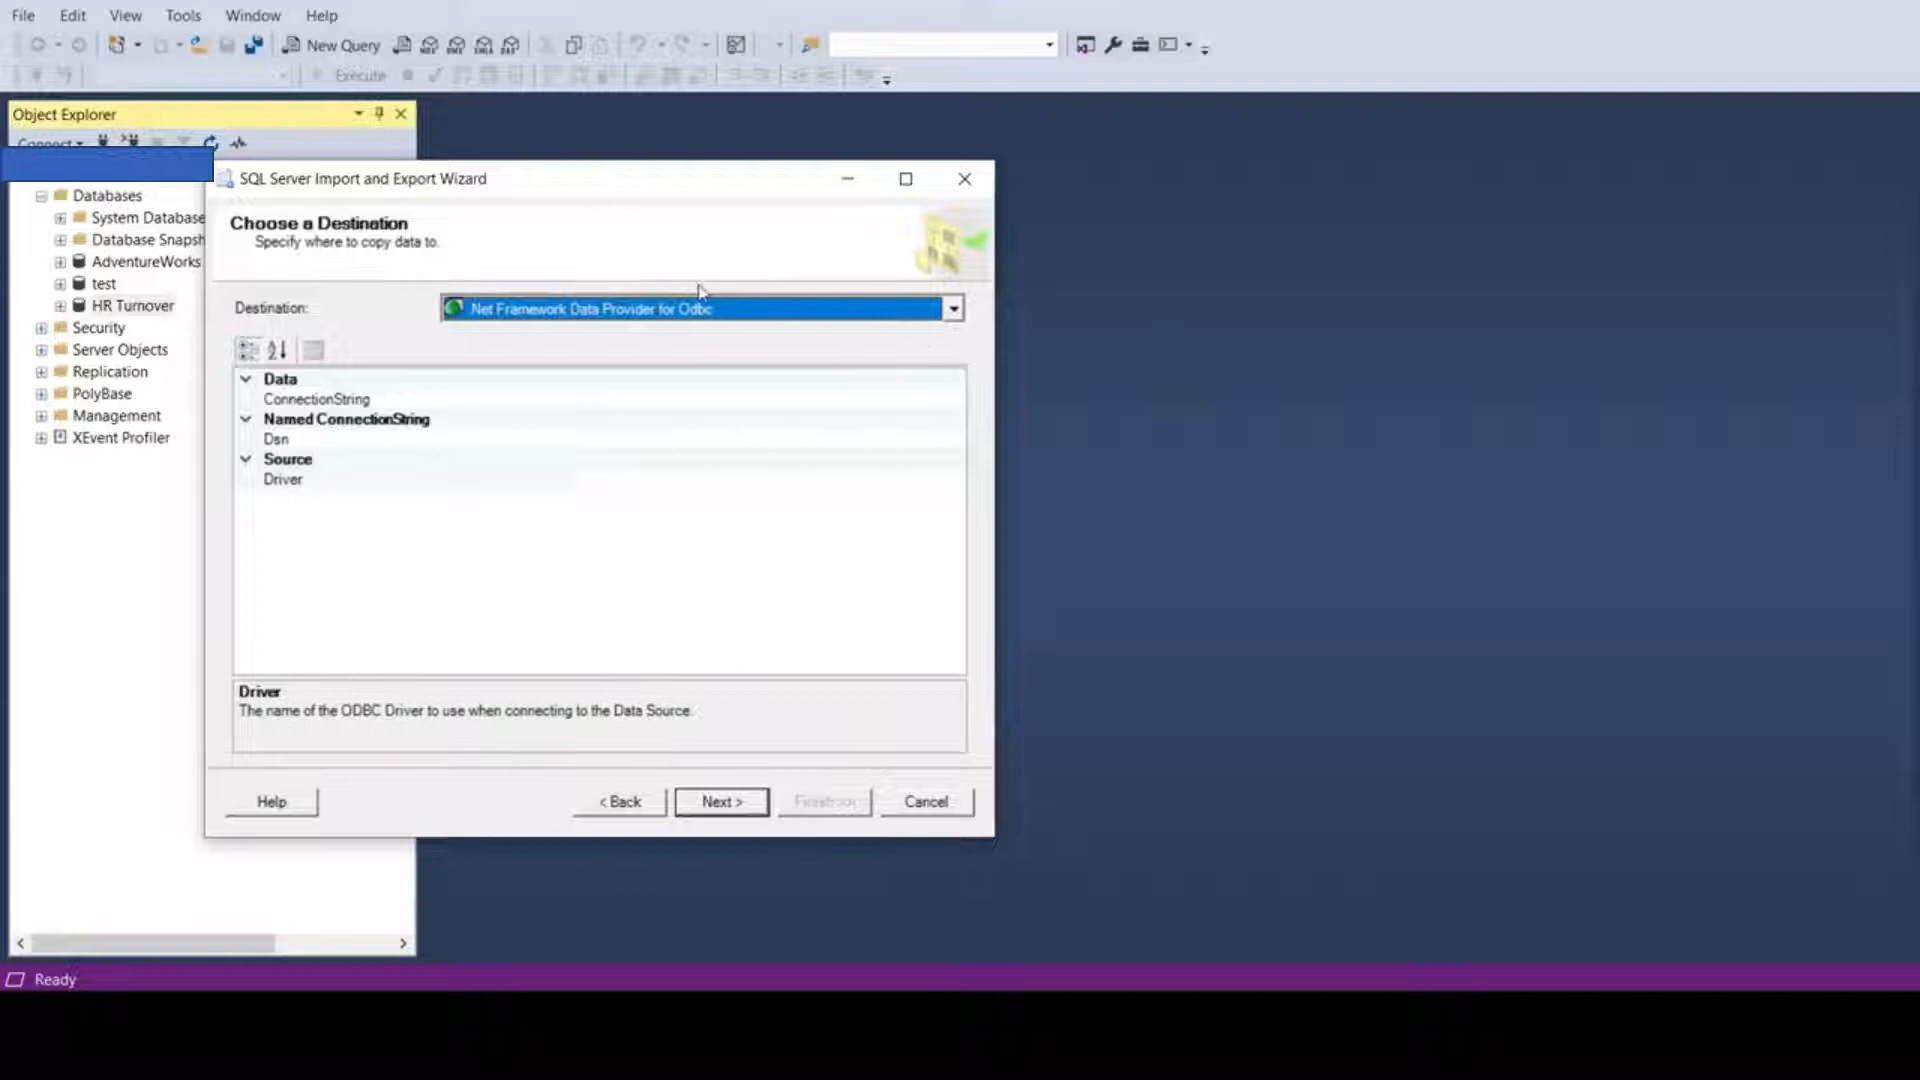 File Edit View Tools Window Help
New Query
Execute
Object Explorer
Connect
SQL Server Import and Export Wizard
Databases
System Database
Database Snapsh
AdventureWorks
test
HR Turnover
Security
Server Objects
Replication
PolyBase
Management
XEvent Profiler
Choose a Destination
Specify where to copy data to.
Destination: Net Framework Data Provider for Odbc
Data
ConnectionString
Named ConnectionString
Dsn
Source
Driver
Driver
The name of the ODBC Driver to use when connecting to the Data Source.
Help < Back Next > Cancel
Ready